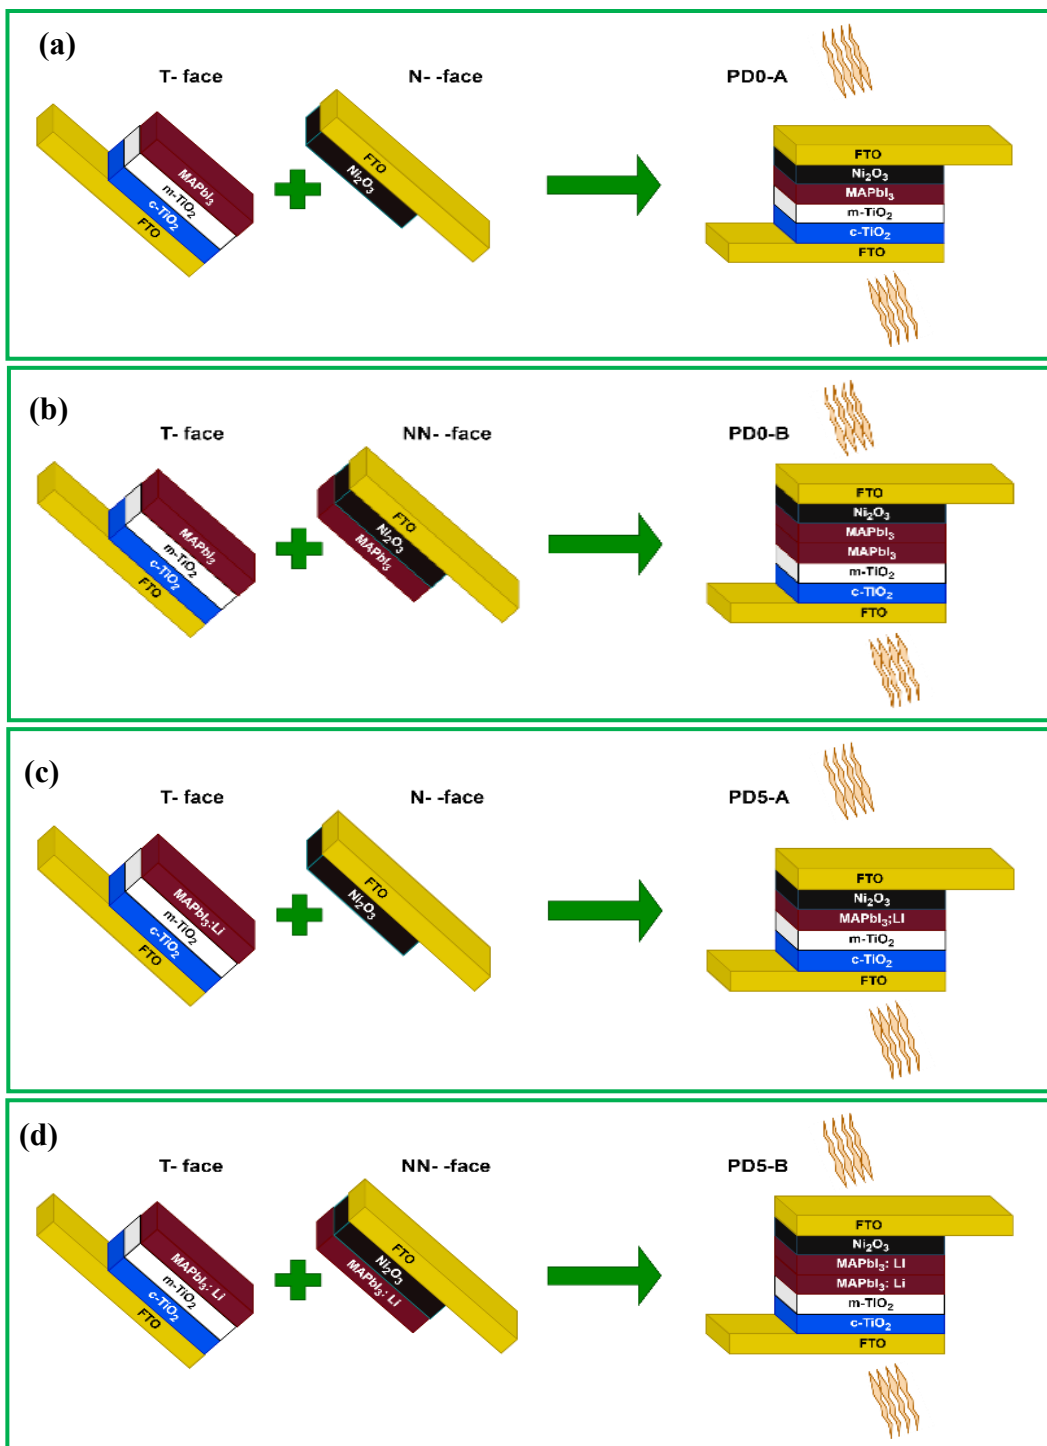 (a)
T- face
N- -face
PD0-A
MAPbI₃
m-TiO₂
c-TiO₂
FTO
FTO
Ni₂O₃
FTO
Ni₂O₃
MAPbI₃
m-TiO₂
c-TiO₂
FTO
(b)
T- face
NN- -face
PD0-B
MAPbI₃
m-TiO₂
c-TiO₂
FTO
FTO
Ni₂O₃
MAPbI₃
FTO
Ni₂O₃
MAPbI₃
MAPbI₃
m-TiO₂
c-TiO₂
FTO
(c)
T- face
N- -face
PD5-A
MAPbI₃:Li
m-TiO₂
c-TiO₂
FTO
FTO
Ni₂O₃
FTO
Ni₂O₃
MAPbI₃;LI
m-TiO₂
c-TiO₂
FTO
(d)
T- face
NN- -face
PD5-B
MAPbI₃: Li
m-TiO₂
c-TiO₂
FTO
FTO
Ni₂O₃
MAPbI₃: Li
FTO
Ni₂O₃
MAPbI₃: LI
MAPbI₃: Li
m-TIO₂
c-TiO₂
FTO